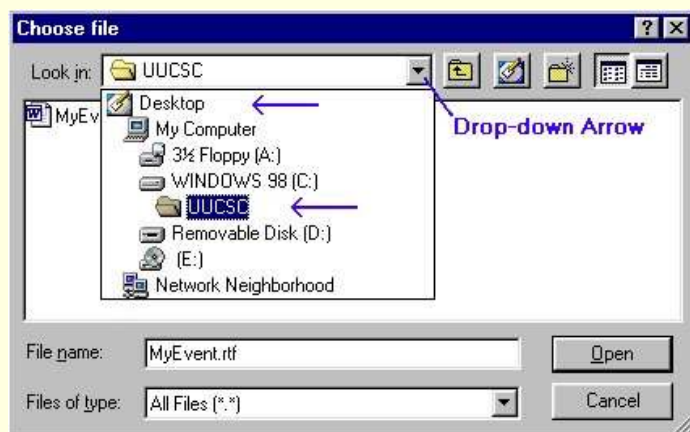 Choose file
Look in: UUCSC
MyEv
Desktop
My Computer
3½ Floppy (A:)
WINDOWS 98 (C:)
UUCSC
Removable Disk (D:)
(E:)
Network Neighborhood
Drop-down Arrow
File name: MyEvent.rtf Open
Files of type: All Files (*.*) Cancel